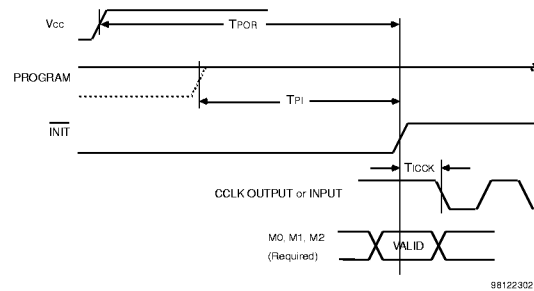 Vcc
TPOR
PROGRAM
TPI
INIT
TICCK
CCLK OUTPUT or INPUT
M0, M1, M2
(Required)
VALID
98122302